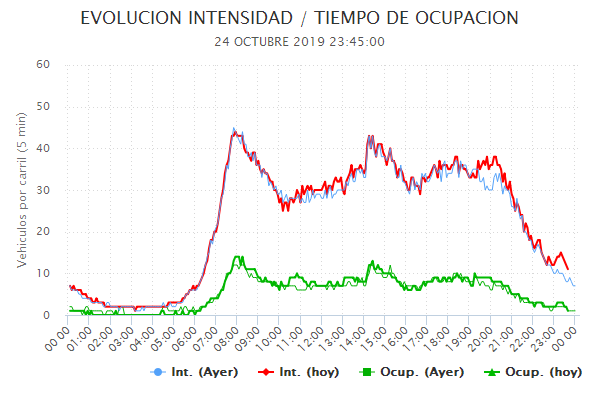 EVOLUCION INTENSIDAD / TIEMPO DE OCUPACION
24 OCTUBRE 2019 23:45:00
Vehiculos por carril (5 min)
60
50
40
30
20
10
0
00:00 01:00 02:00 03:00 04:00 05:00 06:00 07:00 08:00 09:00 10:00 11:00 12:00 13:00 14:00 15:00 16:00 17:00 18:00 19:00 20:00 21:00 22:00 23:00 00:00
Int. (Ayer) Int. (hoy) Ocup. (Ayer) Ocup. (hoy)